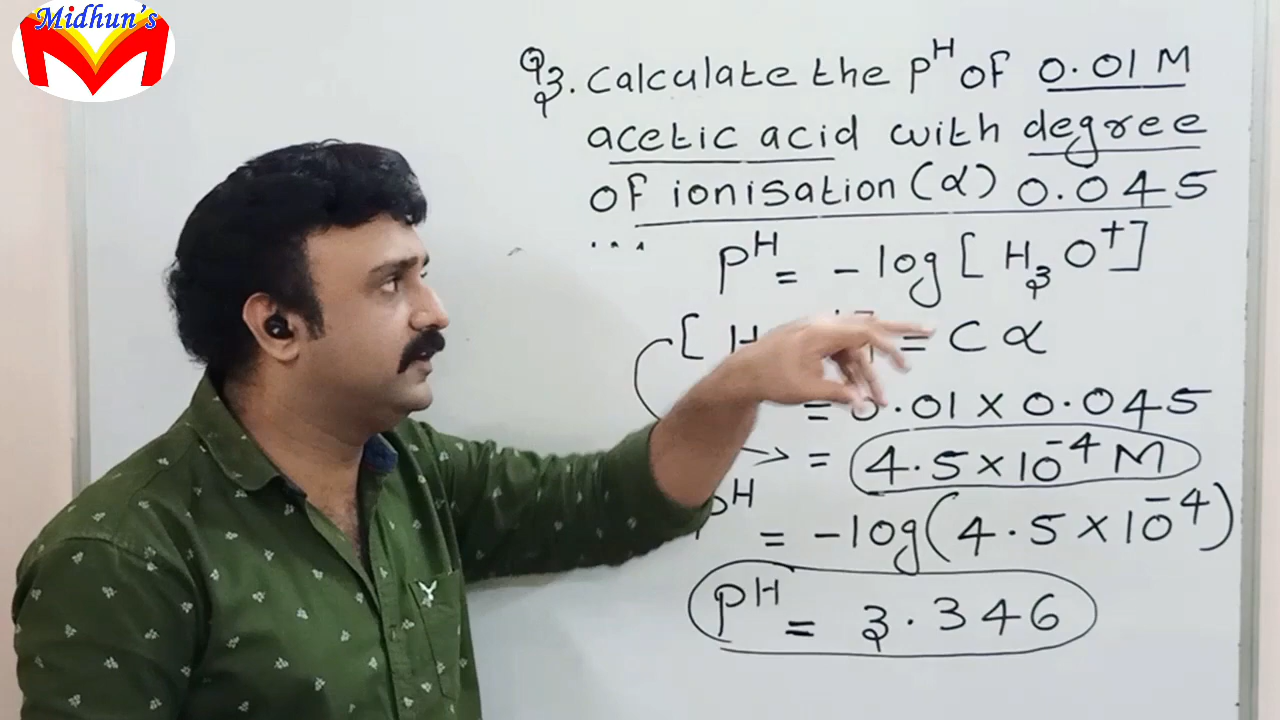 Midhun's
Q3. Calculate the pH of 0.01 M
acetic acid with degree
of ionisation (α) 0.045
...
pH = -log [H₃O⁺]
[H = Cα
= 0.01 × 0.045
= 4.5×10⁻⁴ M
pH = -log(4.5×10⁻⁴)
pH = 3.346